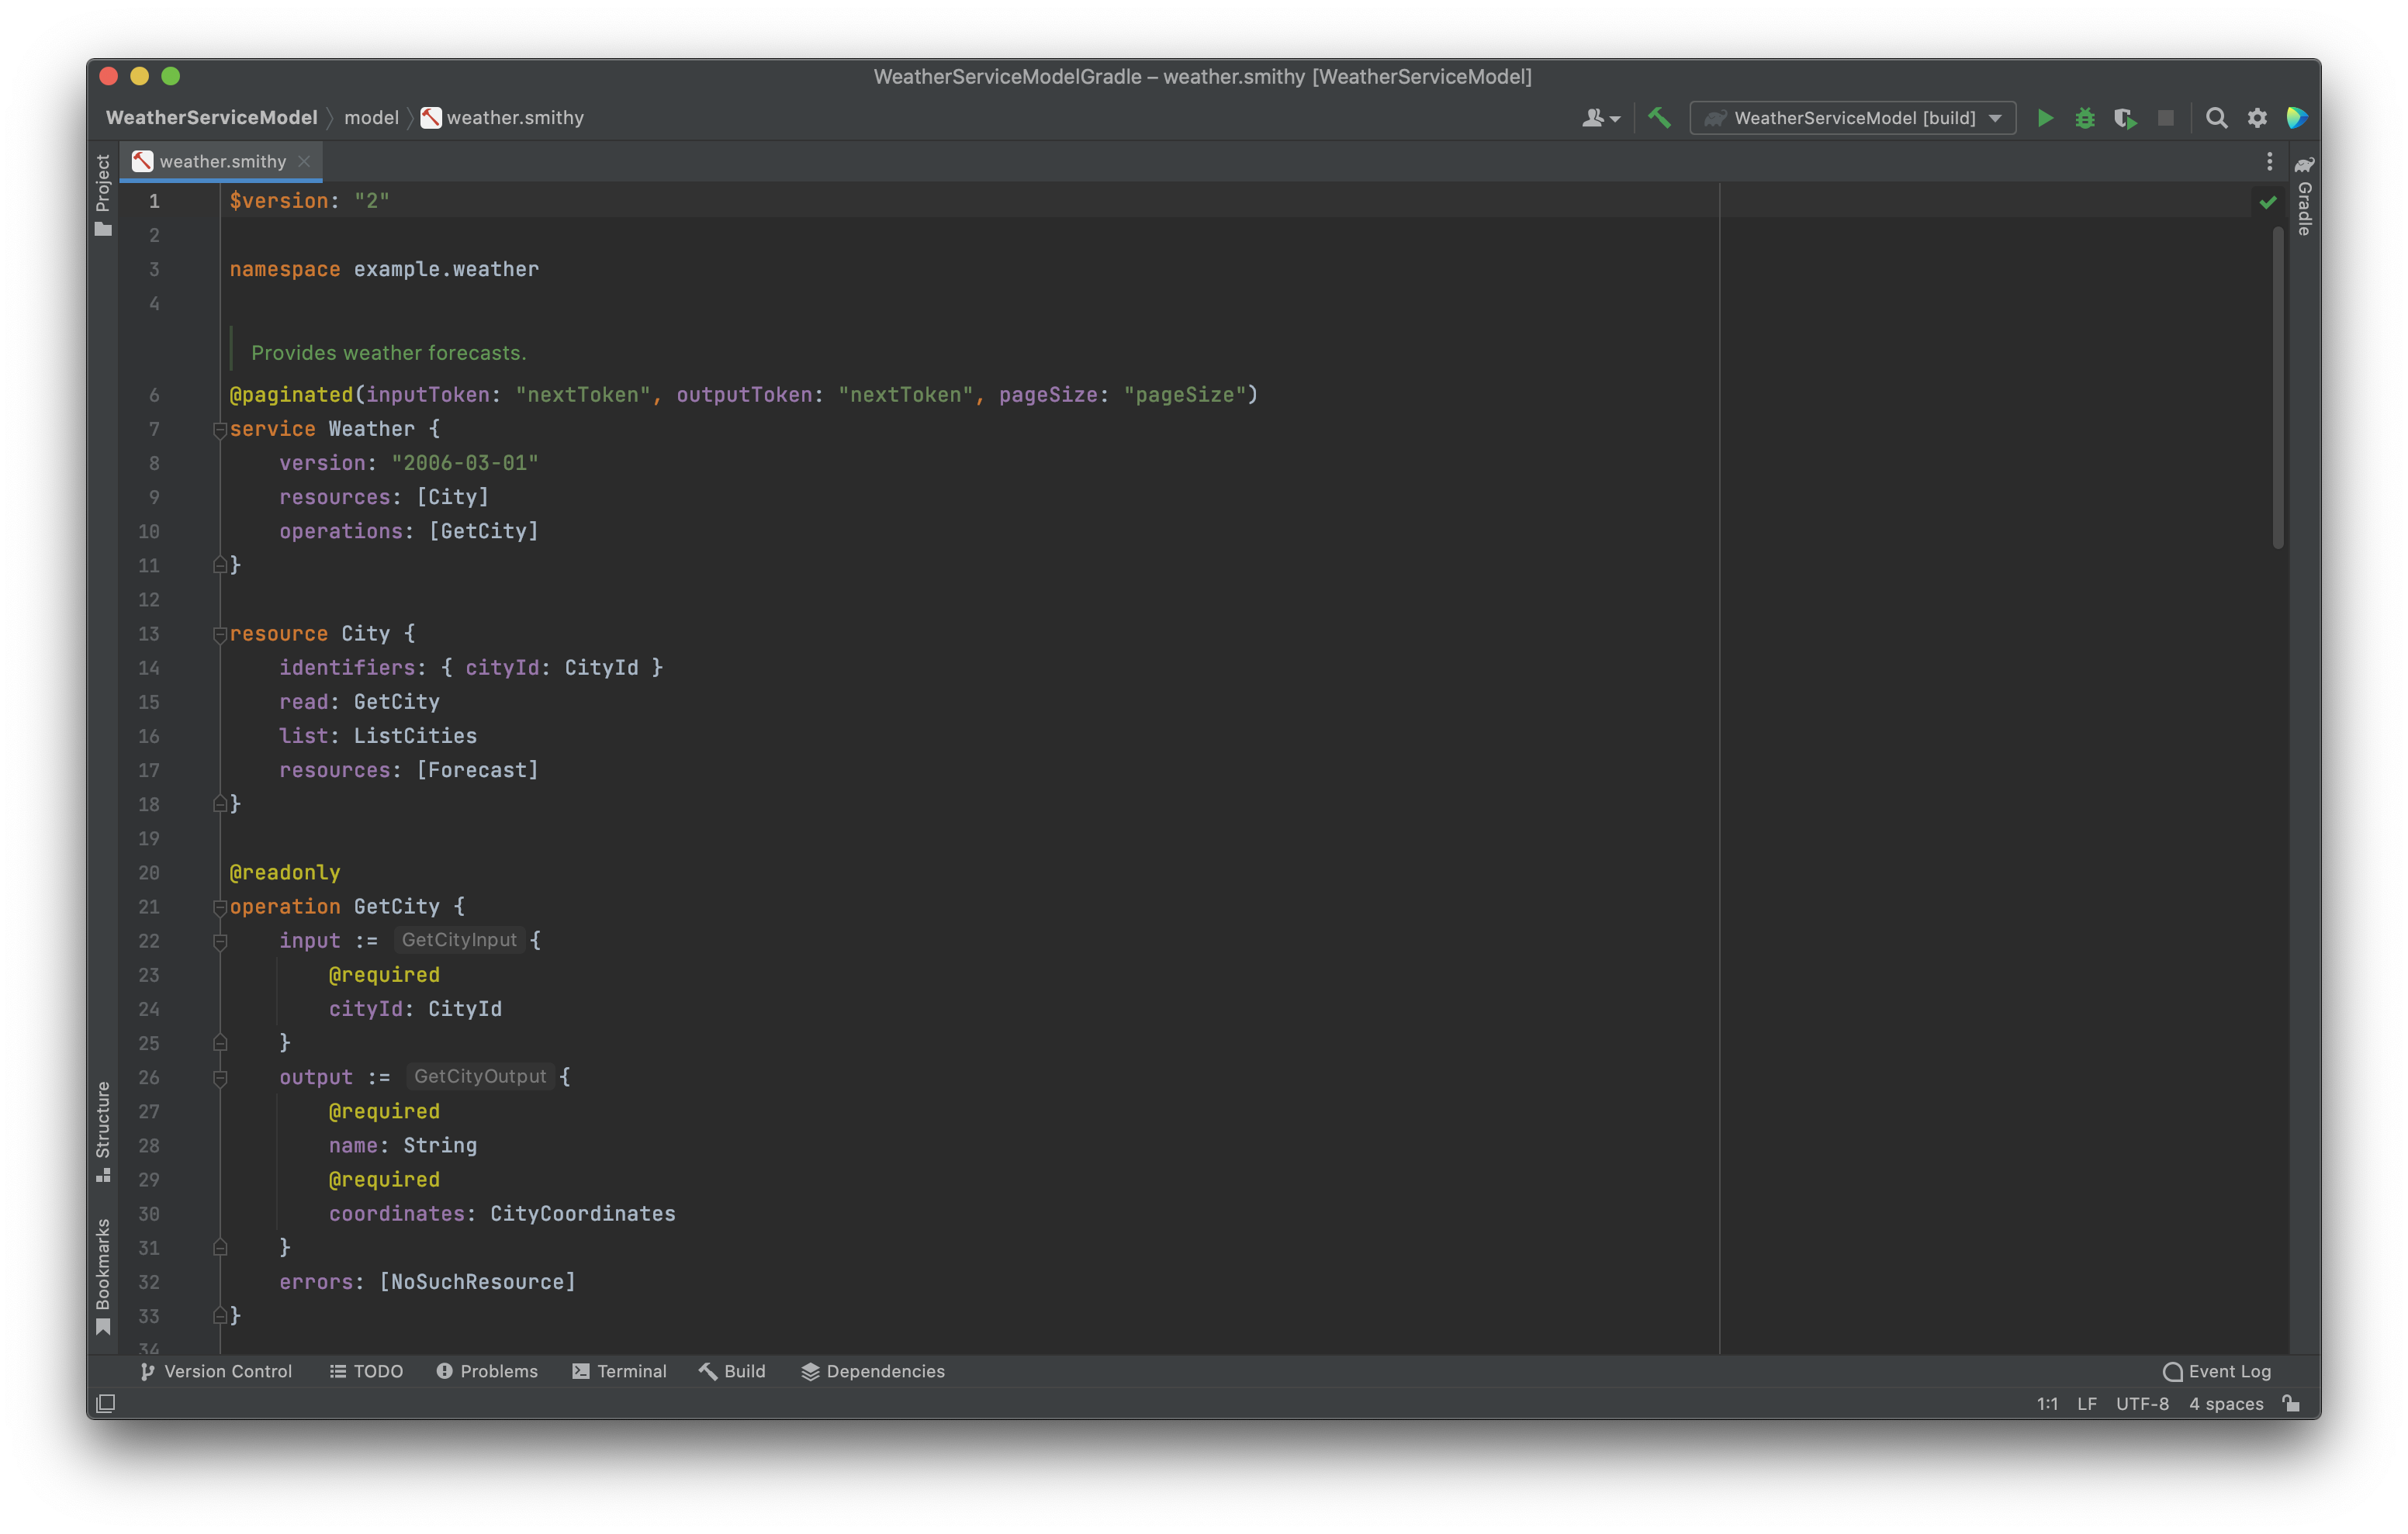 WeatherServiceModelGradle – weather.smithy [WeatherServiceModel]
WeatherServiceModel model weather.smithy
WeatherServiceModel [build]
weather.smithy
Project
Gradle
1 $version: "2"
2
3 namespace example.weather
4
Provides weather forecasts.
6 @paginated(inputToken: "nextToken", outputToken: "nextToken", pageSize: "pageSize")
7 service Weather {
8 version: "2006-03-01"
9 resources: [City]
10 operations: [GetCity]
11 }
12
13 resource City {
14 identifiers: { cityId: CityId }
15 read: GetCity
16 list: ListCities
17 resources: [Forecast]
18 }
19
20 @readonly
21 operation GetCity {
22 input := GetCityInput {
23 @required
24 cityId: CityId
25 }
26 output := GetCityOutput {
27 @required
28 name: String
29 @required
30 coordinates: CityCoordinates
31 }
32 errors: [NoSuchResource]
33 }
34
Structure
Bookmarks
Version Control TODO Problems Terminal Build Dependencies Event Log
1:1 LF UTF-8 4 spaces